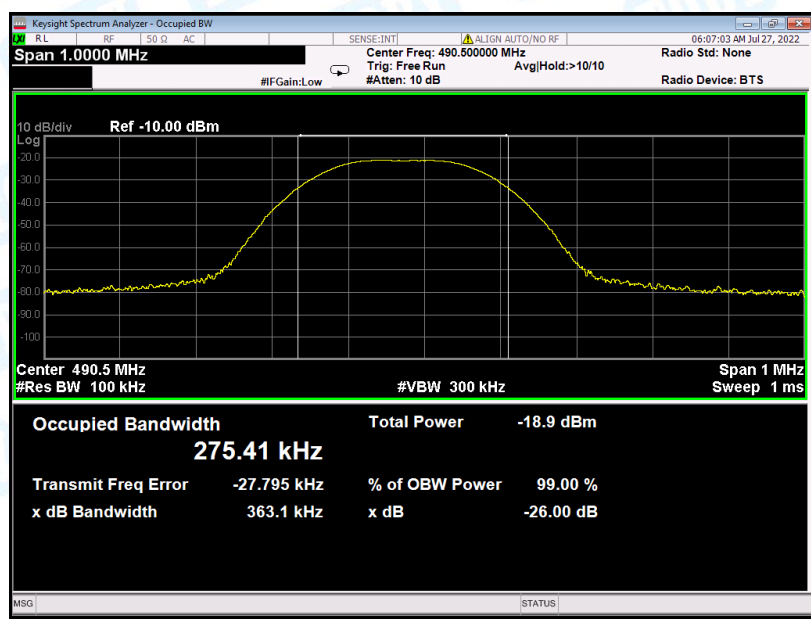 Keysight Spectrum Analyzer - Occupied BW
LXI RL RF 50 Ω AC SENSE:INT ALIGN AUTO/NO RF 06:07:03 AM Jul 27, 2022
Span 1.0000 MHz
Center Freq: 490.500000 MHz Radio Std: None
Trig: Free Run Avg|Hold:>10/10
#IFGain:Low #Atten: 10 dB Radio Device: BTS
10 dB/div Ref -10.00 dBm
Log
-20.0
-30.0
-40.0
-50.0
-60.0
-70.0
-80.0
-90.0
-100
Center 490.5 MHz Span 1 MHz
#Res BW 100 kHz #VBW 300 kHz Sweep 1 ms
Occupied Bandwidth Total Power -18.9 dBm
275.41 kHz
Transmit Freq Error -27.795 kHz % of OBW Power 99.00 %
x dB Bandwidth 363.1 kHz x dB -26.00 dB
MSG STATUS